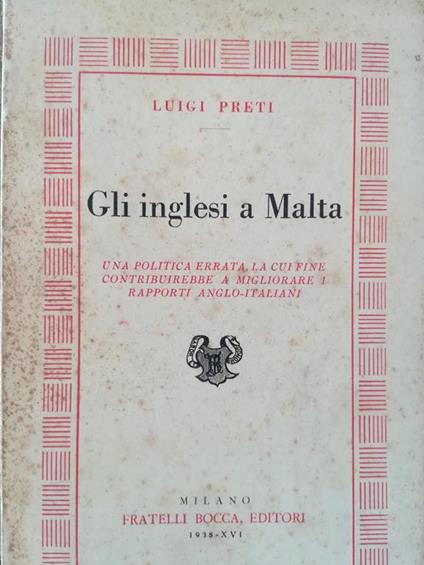 LUIGI PRETI
Gli inglesi a Malta
UNA POLITICA ERRATA, LA CUI FINE
CONTRIBUIREBBE A MIGLIORARE I
RAPPORTI ANGLO-ITALIANI
MILANO
FRATELLI BOCCA, EDITORI
1938-XVI